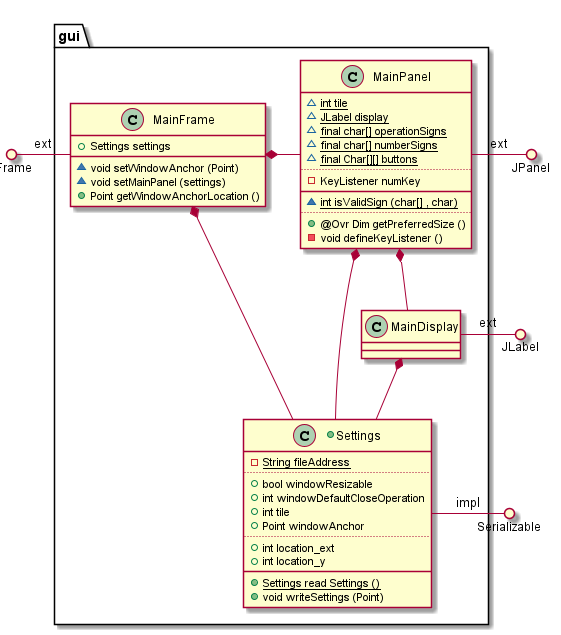 gui
MainPanel
int tile
JLabel display
final char[] operationSigns
final char[] numberSigns
final Char[][] buttons
KeyListener numKey
int isValidSign (char[] , char)
@Ovr Dim getPreferredSize ()
void defineKeyListener ()
MainFrame
Settings settings
void setWindowAnchor (Point)
void setMainPanel (settings)
Point getWindowAnchorLocation ()
ext
Frame
ext
JPanel
MainDisplay
ext
JLabel
Settings
String fileAddress
bool windowResizable
int windowDefaultCloseOperation
int tile
Point windowAnchor
int location_ext
int location_y
Settings read Settings ()
void writeSettings (Point)
impl
Serializable